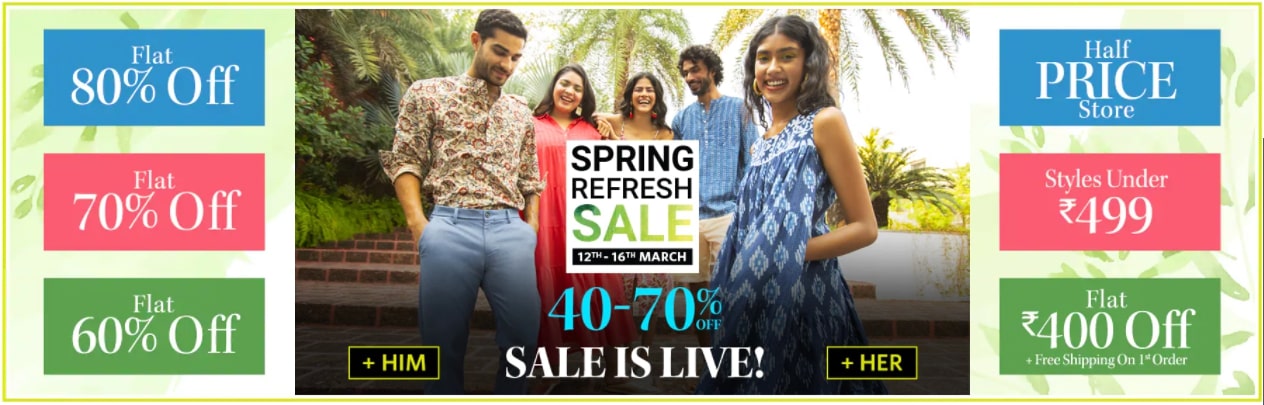 Flat
80% Off
Flat
70% Off
Flat
60% Off
SPRING
REFRESH
SALE
12TH - 16TH MARCH
40-70% OFF
SALE IS LIVE!
+ HIM
+ HER
Half
PRICE
Store
Styles Under
₹499
Flat
₹400 Off
+ Free Shipping On 1st Order